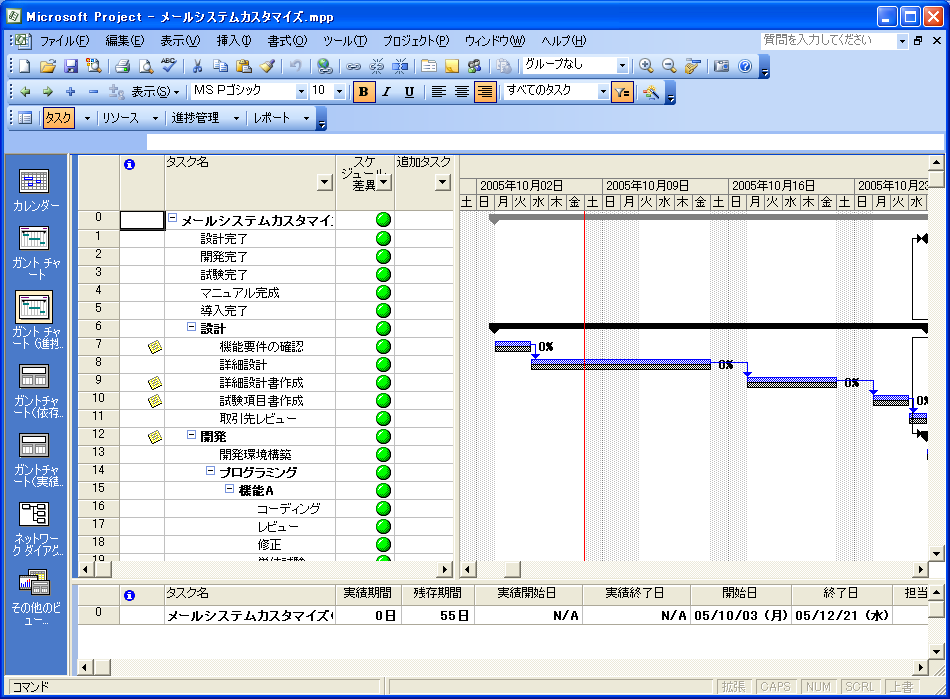 Microsoft Project - メールシステムカスタマイズ.mpp
ファイル(F) 編集(E) 表示(V) 挿入(I) 書式(O) ツール(T) プロジェクト(P) ウィンドウ(W) ヘルプ(H) 質問を入力してください
グループなし
表示(S) MS Pゴシック 10 B I U すべてのタスク
タスク リソース 進捗管理 レポート
カレンダー
ガント チャート
ガント チャート (進捗..
ガントチャート(依存..
ガントチャート(実績..
ネットワーク ダイアグ..
その他のビュー...
タスク名 スケジュール差異 追加タスク
2005年10月02日 2005年10月09日 2005年10月16日 2005年10月23
土 日 月 火 水 木 金 土 日 月 火 水 木 金 土 日 月 火 水 木 金 土 日 月 火 水
0 メールシステムカスタマイ.
1 設計完了
2 開発完了
3 試験完了
4 マニュアル完成
5 導入完了
6 設計
7 機能要件の確認 0%
8 詳細設計 0%
9 詳細設計書作成 0%
10 試験項目書作成 0%
11 取引先レビュー
12 開発
13 開発環境構築
14 プログラミング
15 機能A
16 コーディング
17 レビュー
18 修正
19 単体試験
タスク名 実績期間 残存期間 実績開始日 実績終了日 開始日 終了日 担当
0 メールシステムカスタマイズ 0日 55日 N/A N/A 05/10/03 (月) 05/12/21 (水)
コマンド 拡張 CAPS NUM SCRL 上書